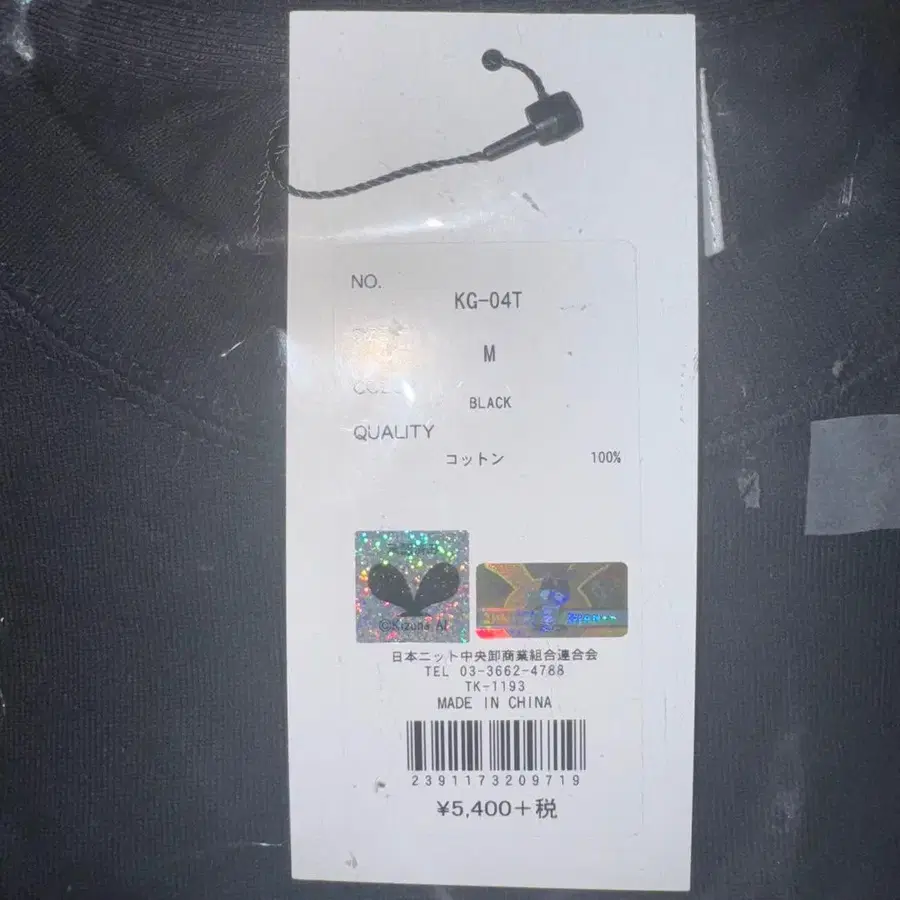 NO.
KG-04T
M
BLACK
QUALITY
コットン 100%
©Kizuna AI
日本ニット中央卸商業組合連合会
TEL 03-3662-4788
TK-1193
MADE IN CHINA
2391173209719
¥5,400+税